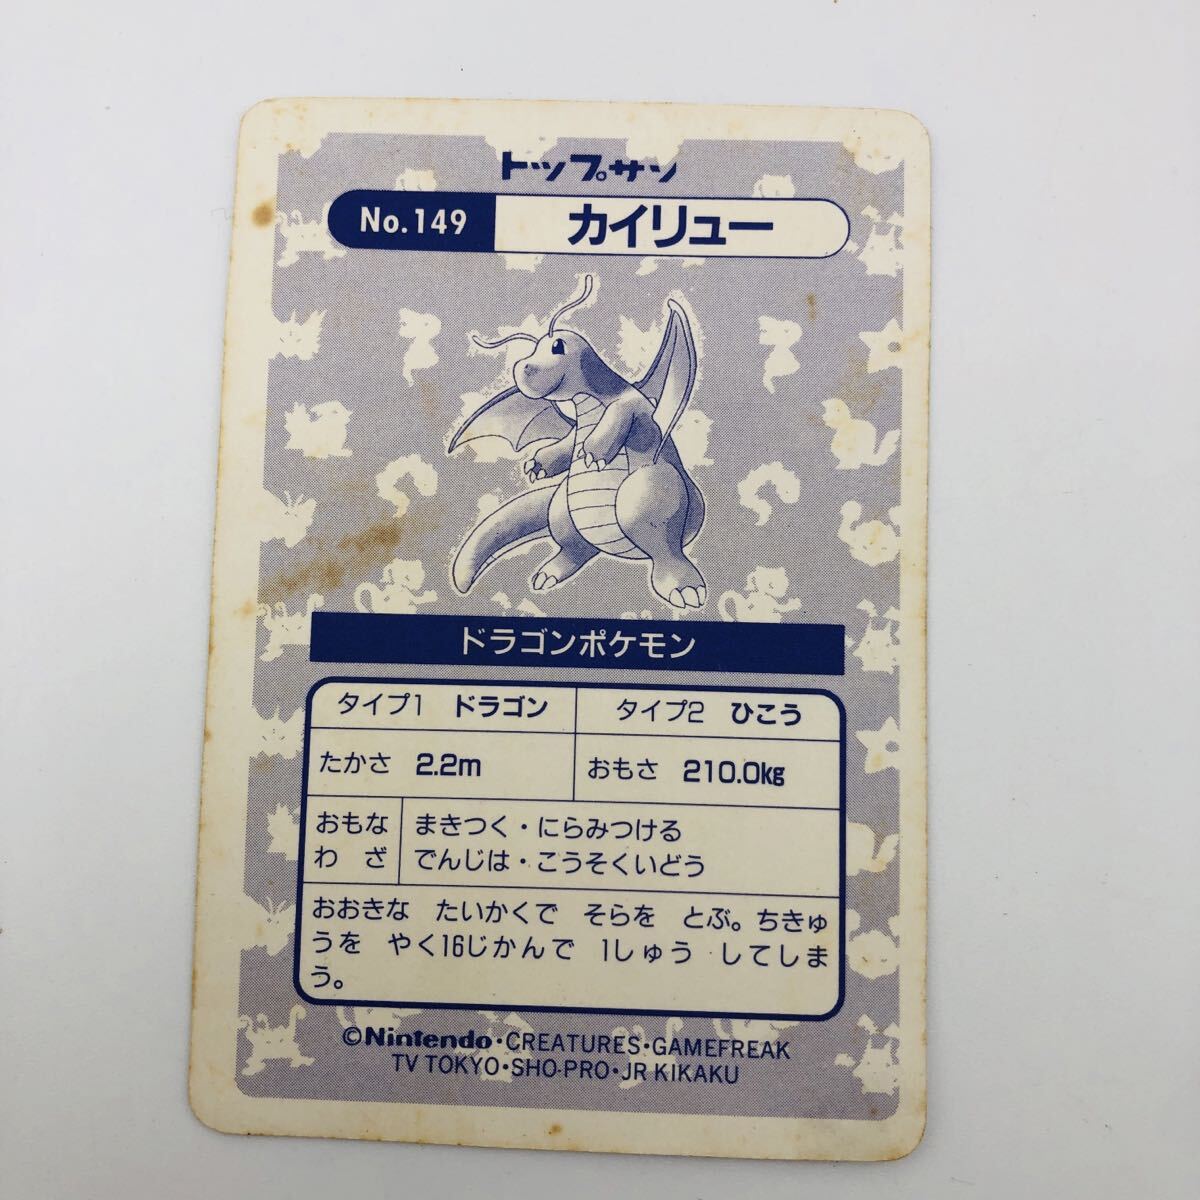 トップサン
No.149 カイリュー
ドラゴンポケモン
タイプ1 ドラゴン タイプ2 ひこう
たかさ 2.2m おもさ 210.0kg
おもな まきつく・にらみつける
わざ でんじは・こうそくいどう
おおきな たいかくで そらを とぶ。ちきゅ
うを やく16じかんで 1しゅう してしま
う。
©Nintendo・CREATURES・GAMEFREAK
TV TOKYO・SHO-PRO・JR KIKAKU